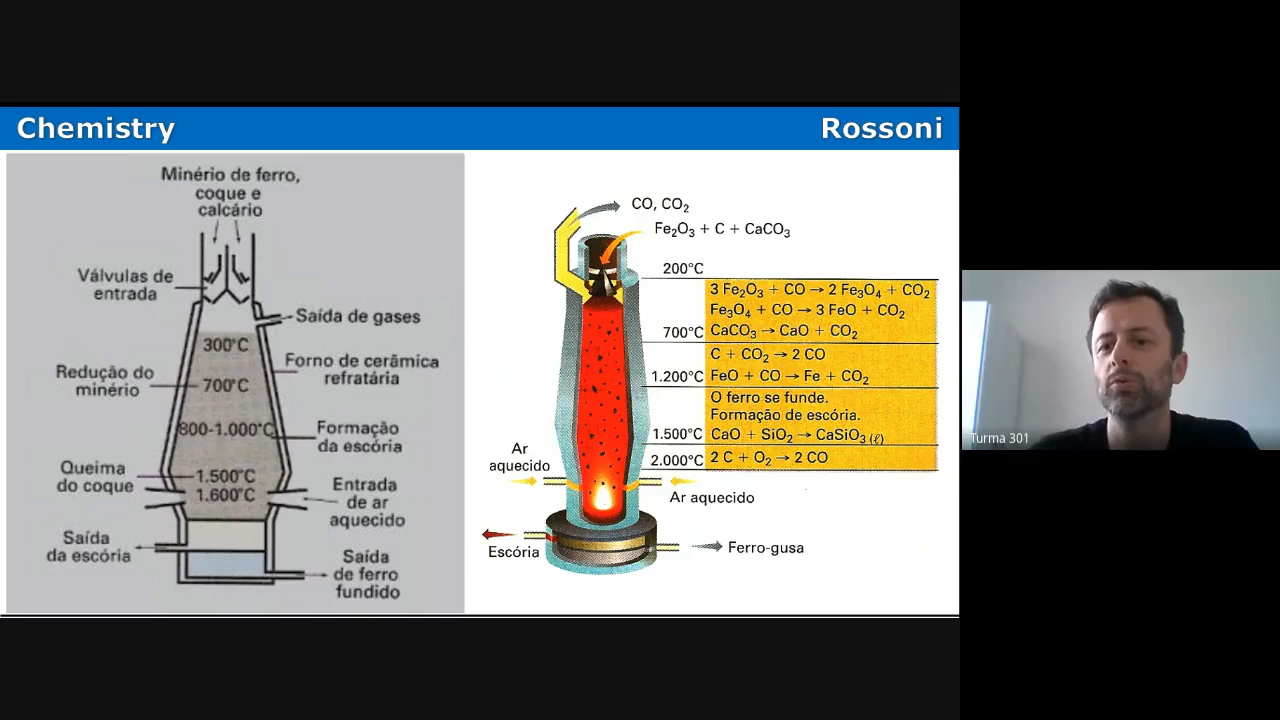 Chemistry
Rossoni
Minério de ferro,
coque e
calcário
Válvulas de
entrada
Saída de gases
300°C
Forno de cerâmica
refratária
Redução do
minério
700°C
800-1.000°C
Formação
da escória
Queima
do coque
1.500°C
1.600°C
Entrada
de ar
aquecido
Saída
da escória
Saída
de ferro
fundido
CO, CO₂
Fe₂O₃ + C + CaCO₃
200°C
3 Fe₂O₃ + CO → 2 Fe₃O₄ + CO₂
Fe₃O₄ + CO → 3 FeO + CO₂
700°C CaCO₃ → CaO + CO₂
C + CO₂ → 2 CO
1.200°C FeO + CO → Fe + CO₂
O ferro se funde.
Formação de escória.
1.500°C CaO + SiO₂ → CaSiO₃ (ℓ)
2.000°C 2 C + O₂ → 2 CO
Ar
aquecido
Ar aquecido
Escória
Ferro-gusa
Turma 301